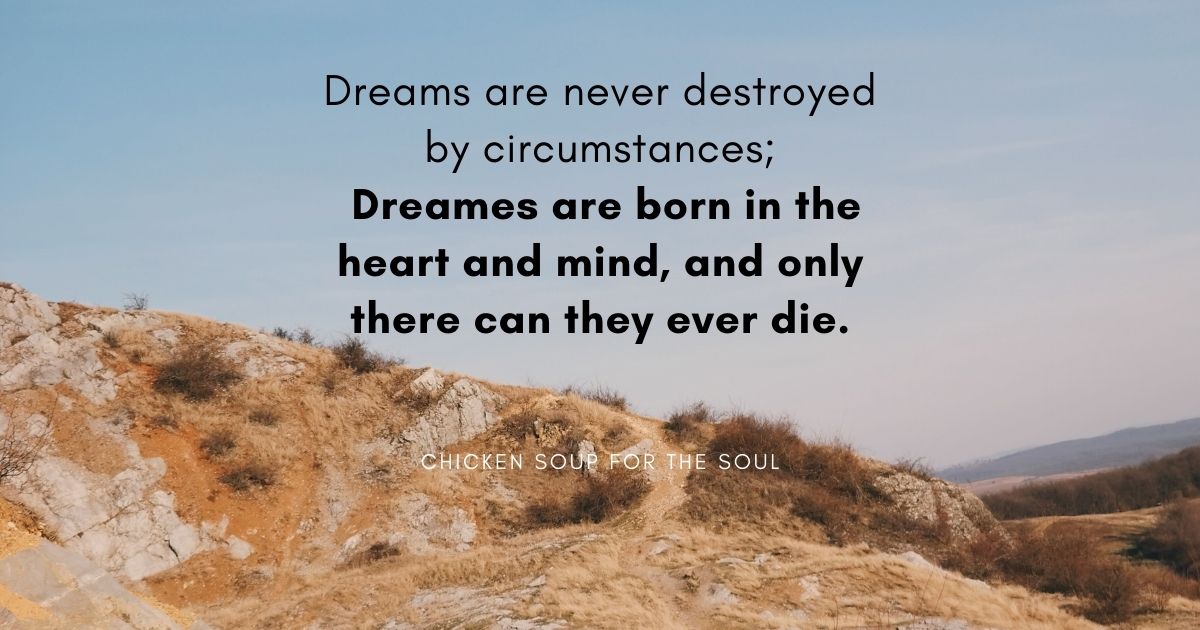 Dreams are never destroyed
by circumstances;
Dreames are born in the
heart and mind, and only
there can they ever die.
CHICKEN SOUP FOR THE SOUL